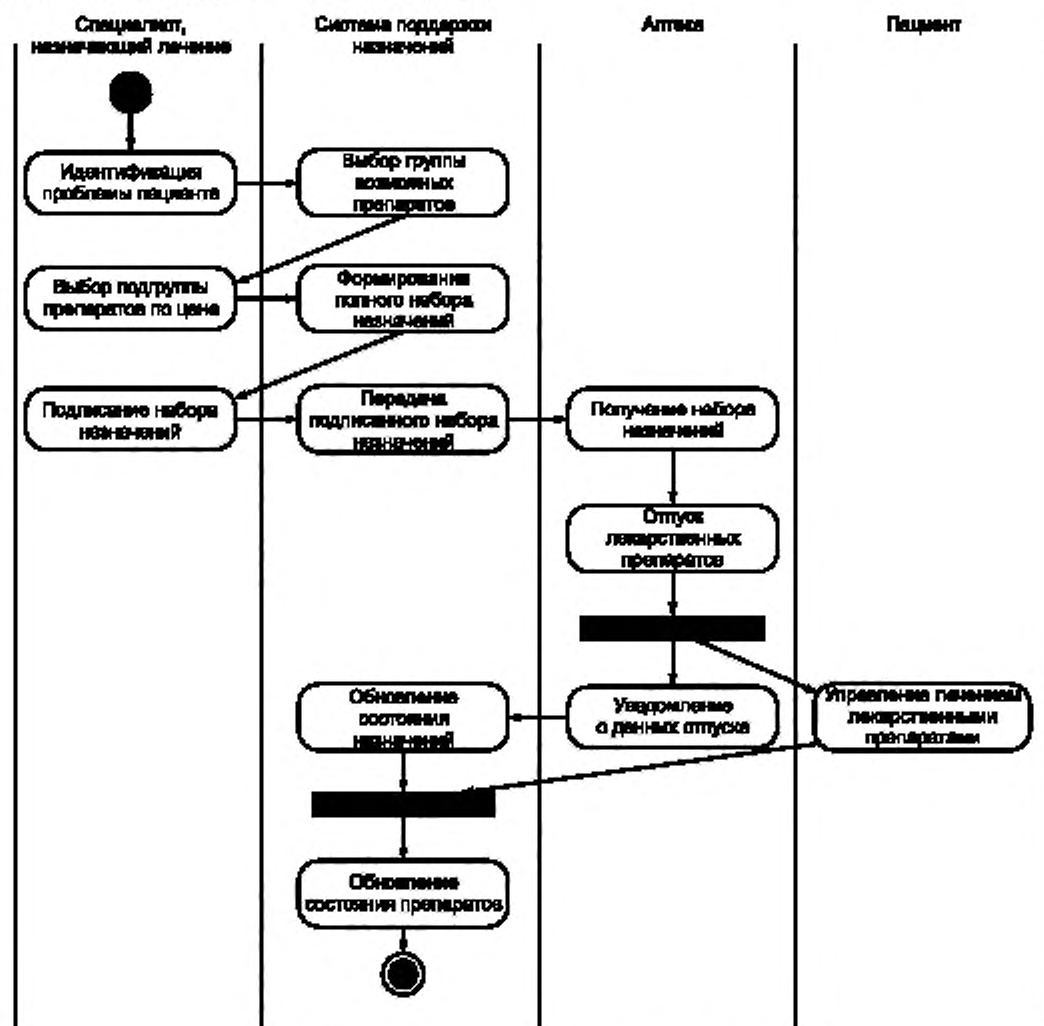 Специалист,
назначающий лечение
Система поддержки
назначений
Аптека
Пациент
Идентификация
проблемы пациента
Выбор группы
возможных
препаратов
Выбор подгруппы
препаратов по цене
Формирование
полного набора
назначений
Подписание набора
назначений
Передача
подписанного набора
назначений
Получение набора
назначений
Отпуск
лекарственных
препаратов
Обновление
состояния
назначений
Уведомление
о данных отпуска
Управление лечением
лекарственными
препаратами
Обновление
состояния препаратов